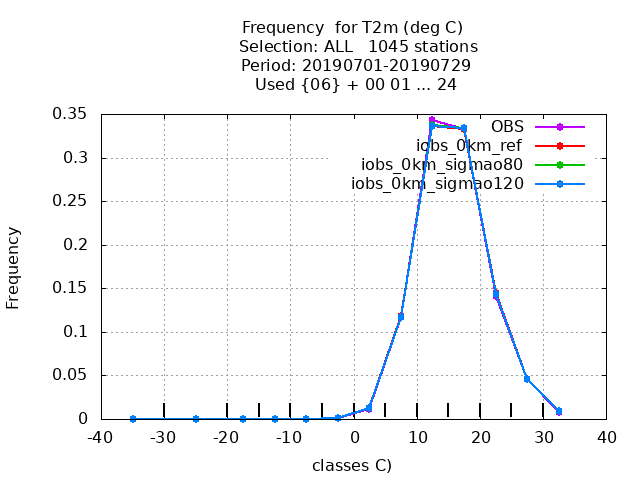 Frequency  for T2m (deg C)
Selection: ALL   1045 stations
Period: 20190701-20190729
Used {06} + 00 01 ... 24
OBS
iobs_0km_ref
iobs_0km_sigmao80
iobs_0km_sigmao120
0.35
0.3
0.25
0.2
0.15
0.1
0.05
0
Frequency
-40 -30 -20 -10 0 10 20 30 40
classes C)